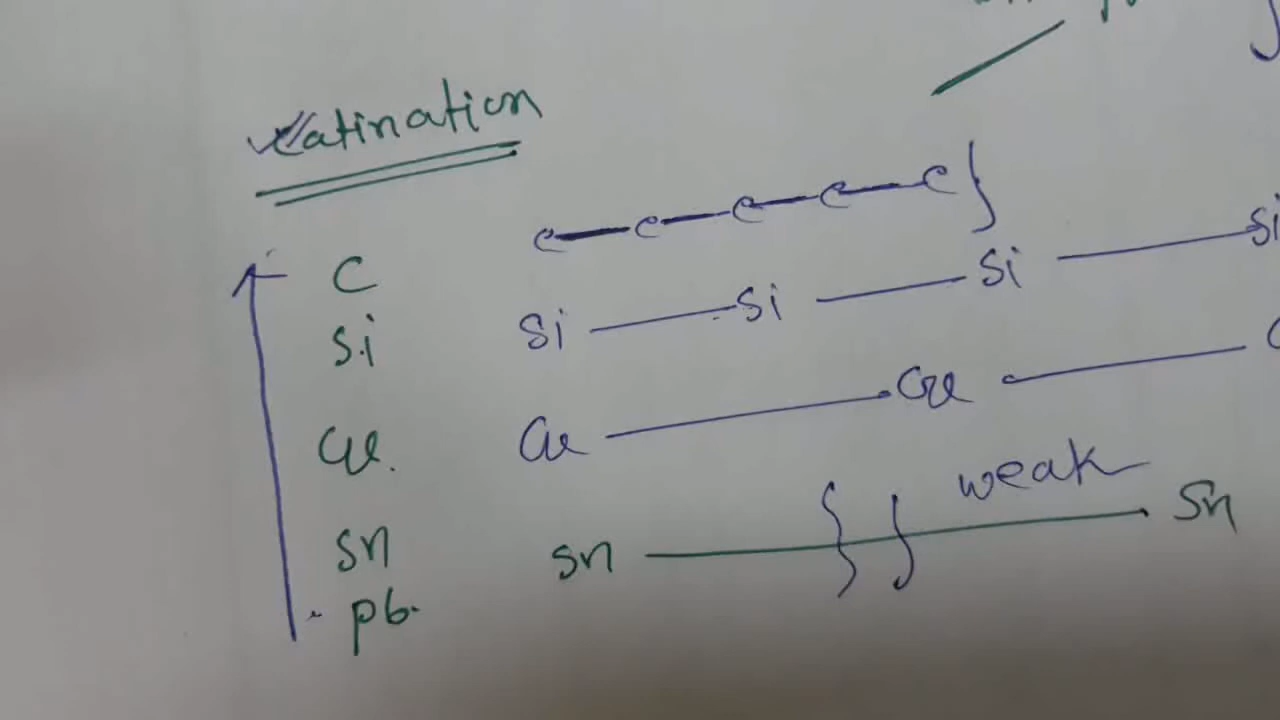 Catination
C
C — C — C — C — C
Si
Si — Si — Si — Si
Ge.
Ge — Ge —
weak
Sn
Sn — Sn
Pb.